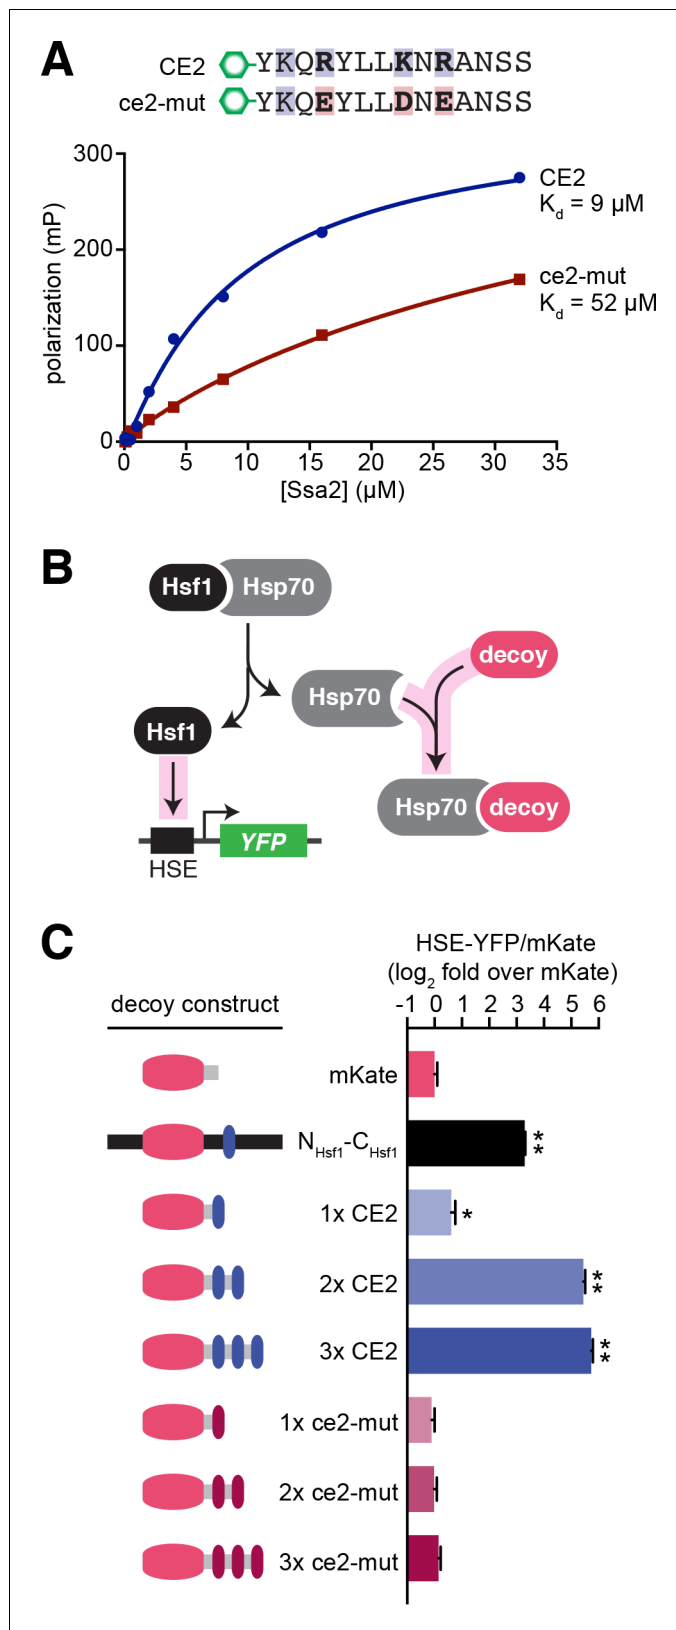 A
CE2 YKQRYLLKNRANSS
ce2-mut YKQEYLLDNEANSS
300
200
100
0
polarization (mP)
CE2
Kd = 9 µM
ce2-mut
Kd = 52 µM
0 5 10 15 20 25 30 35
[Ssa2] (µM)
B
Hsf1 Hsp70
decoy
Hsp70
Hsf1
Hsp70 decoy
YFP
HSE
C
HSE-YFP/mKate
(log2 fold over mKate)
decoy construct
-1 0 1 2 3 4 5 6
mKate
NHsf1-CHsf1 **
1x CE2 *
2x CE2 **
3x CE2 **
1x ce2-mut
2x ce2-mut
3x ce2-mut